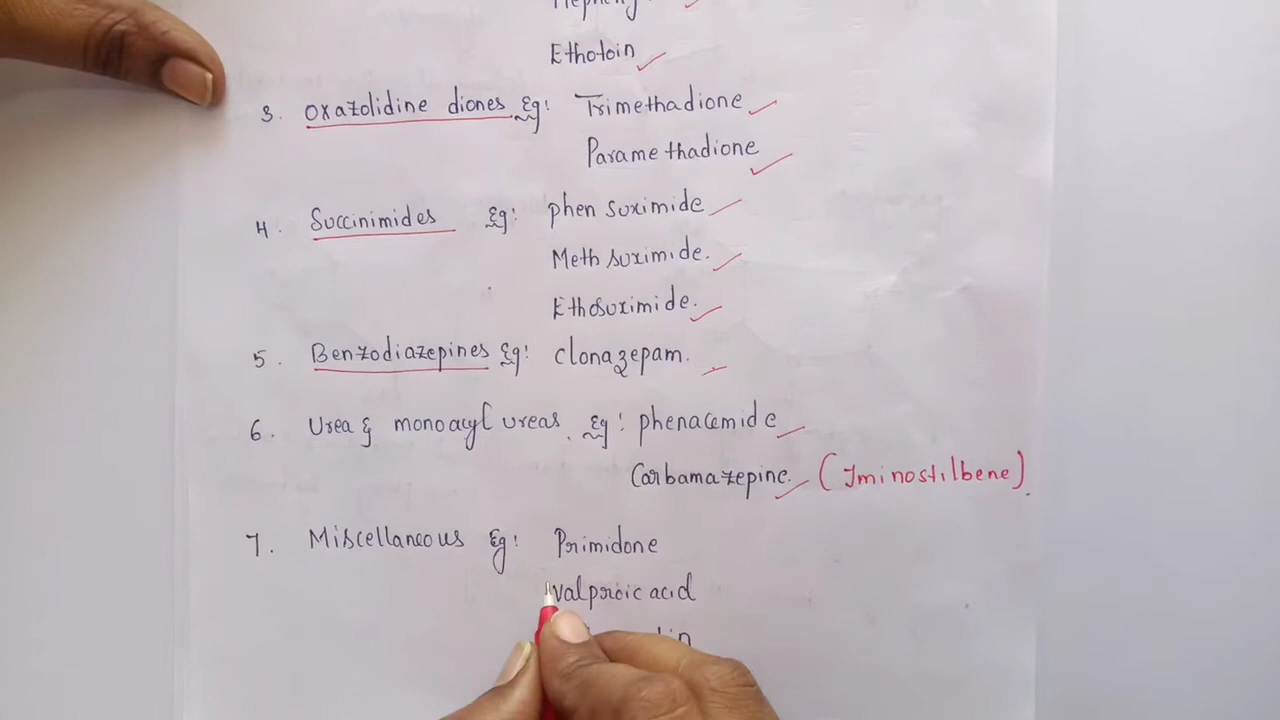 Ethotoin
3. Oxazolidine diones Eg: Trimethadione
Paramethadione
4. Succinimides Eg: phen suximide
Meth suximide.
Ethosuximide.
5. Benzodiazepines Eg: clonazepam.
6. Urea & monoacyl ureas. Eg: phenacemide
Carbamazepine. (Iminostilbene).
7. Miscellaneous Eg: Primidone
valproic acid